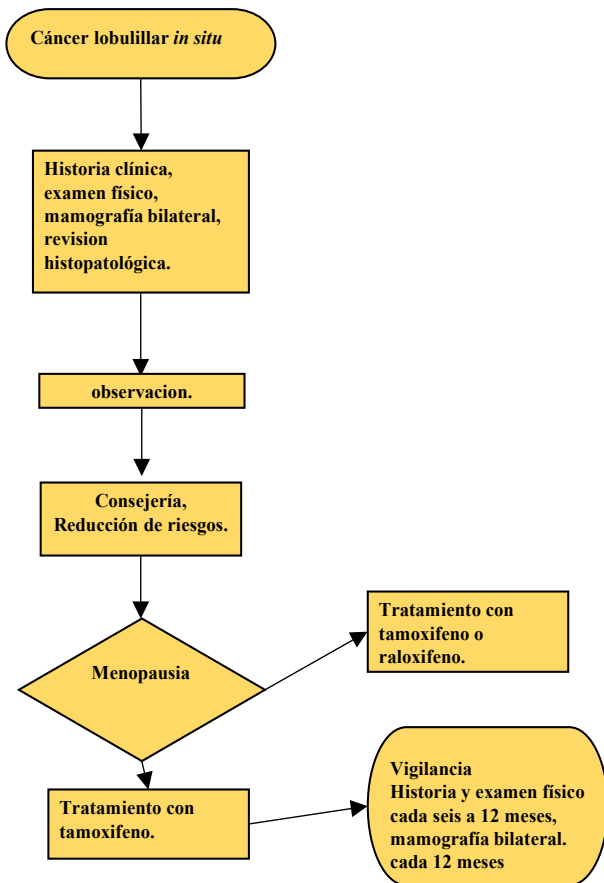 Cáncer lobulillar in situ
Historia clínica,
examen físico,
mamografía bilateral,
revision
histopatológica.
observacion.
Consejería,
Reducción de riesgos.
Menopausia
Tratamiento con
tamoxifeno o
raloxifeno.
Tratamiento con
tamoxifeno.
Vigilancia
Historia y examen físico
cada seis a 12 meses,
mamografía bilateral.
cada 12 meses